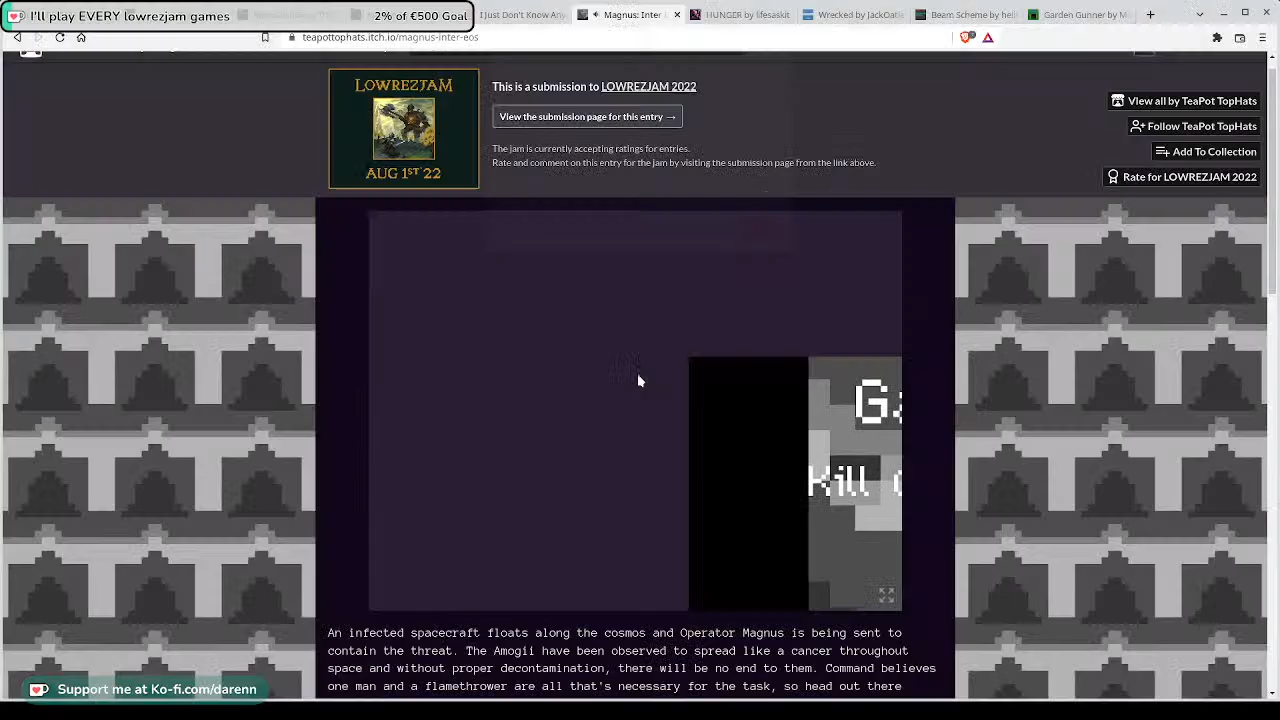 I'll play EVERY lowrezjam games
2% of €500 Goal
I Just Don't Know Any
Magnus: Inter E
HUNGER by lifesaskit
Wrecked by JackOatle
Beam Scheme by hell
Garden Gunner by M
teapottophats.itch.io/magnus-inter-eos
LOWREZJAM
AUG 1ST 22
This is a submission to LOWREZJAM 2022
View the submission page for this entry →
The jam is currently accepting ratings for entries.
Rate and comment on this entry for the jam by visiting the submission page from the link above.
View all by TeaPot TopHats
Follow TeaPot TopHats
Add To Collection
Rate for LOWREZJAM 2022
Kill
An infected spacecraft floats along the cosmos and Operator Magnus is being sent to
contain the threat. The Amogii have been observed to spread like a cancer throughout
space and without proper decontamination, there will be no end to them. Command believes
one man and a flamethrower are all that's necessary for the task, so head out there
Support me at Ko-fi.com/darenn